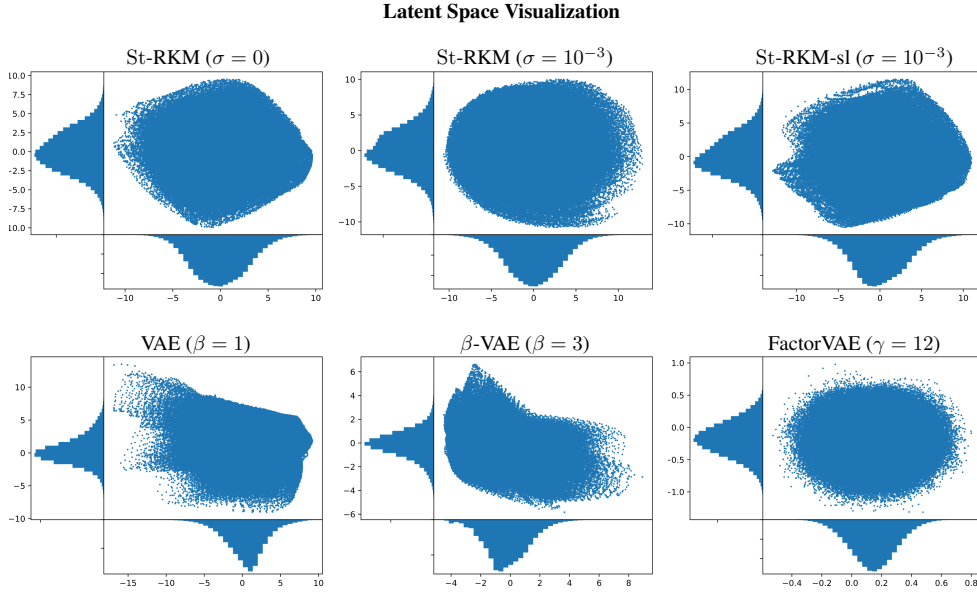 Latent Space Visualization
St-RKM (σ = 0)
St-RKM (σ = 10⁻³)
St-RKM-sl (σ = 10⁻³)
10.0
7.5
5.0
2.5
0.0
−2.5
−5.0
−7.5
10.0
−10 −5 0 5 10
10
5
0
−5
−10
−10 −5 0 5 10
10
5
0
−5
−10
−10 −5 0 5 10
VAE (β = 1)
β-VAE (β = 3)
FactorVAE (γ = 12)
10
5
0
−5
−10
−15 −10 −5 0 5 10
6
4
2
0
−2
−4
−6
−4 −2 0 2 4 6 8
1.0
0.5
0.0
−0.5
−1.0
−0.4 −0.2 0.0 0.2 0.4 0.6 0.8